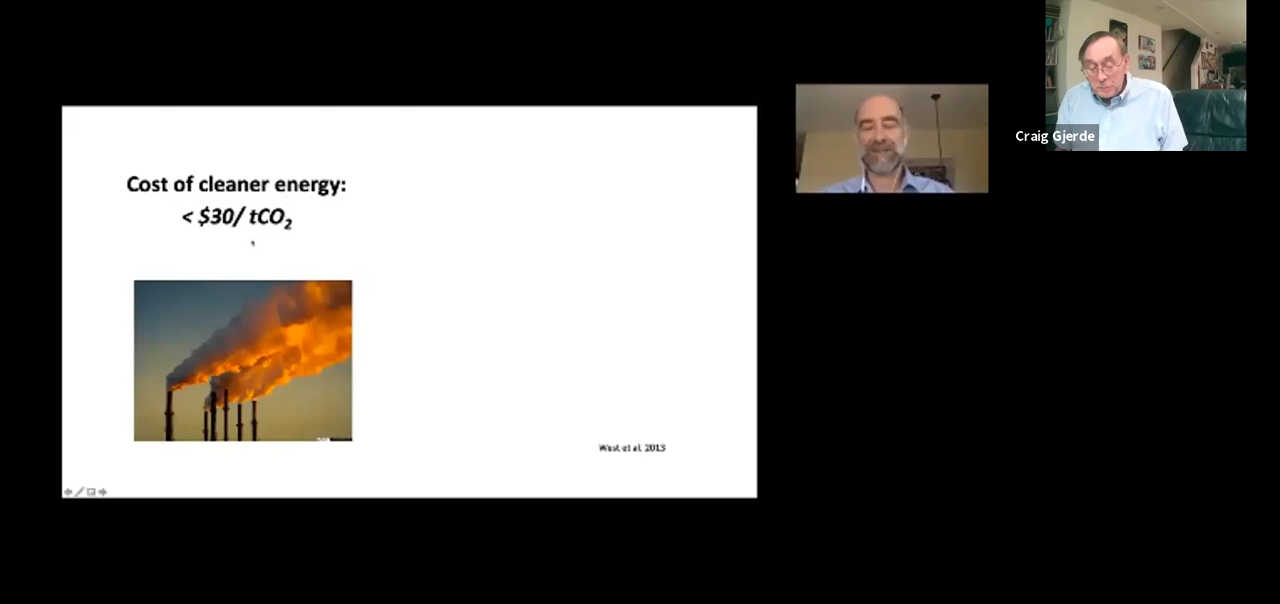 Cost of cleaner energy:
< $30/ tCO₂
West et al. 2013
Craig Gjerde